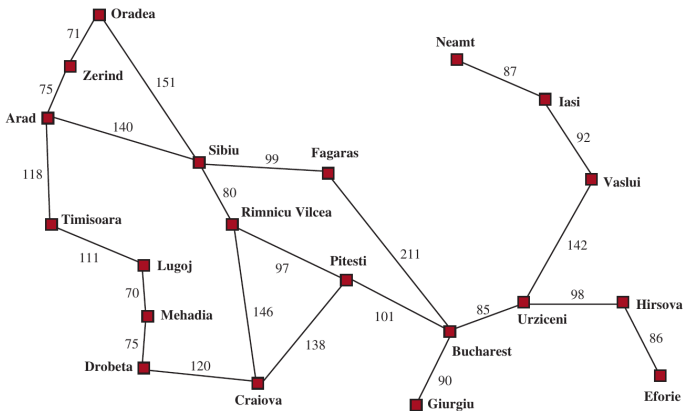 Oradea
71
Neamt
Zerind
87
151
75
Iasi
Arad
140
92
Sibiu
Fagaras
99
118
Vaslui
80
Timisoara
Rimnicu Vilcea
142
111
Lugoj
97
Pitesti
211
70
98
Hirsova
146
101
85
Mehadia
Urziceni
75
138
86
Bucharest
Drobeta
120
90
Eforie
Craiova
Giurgiu